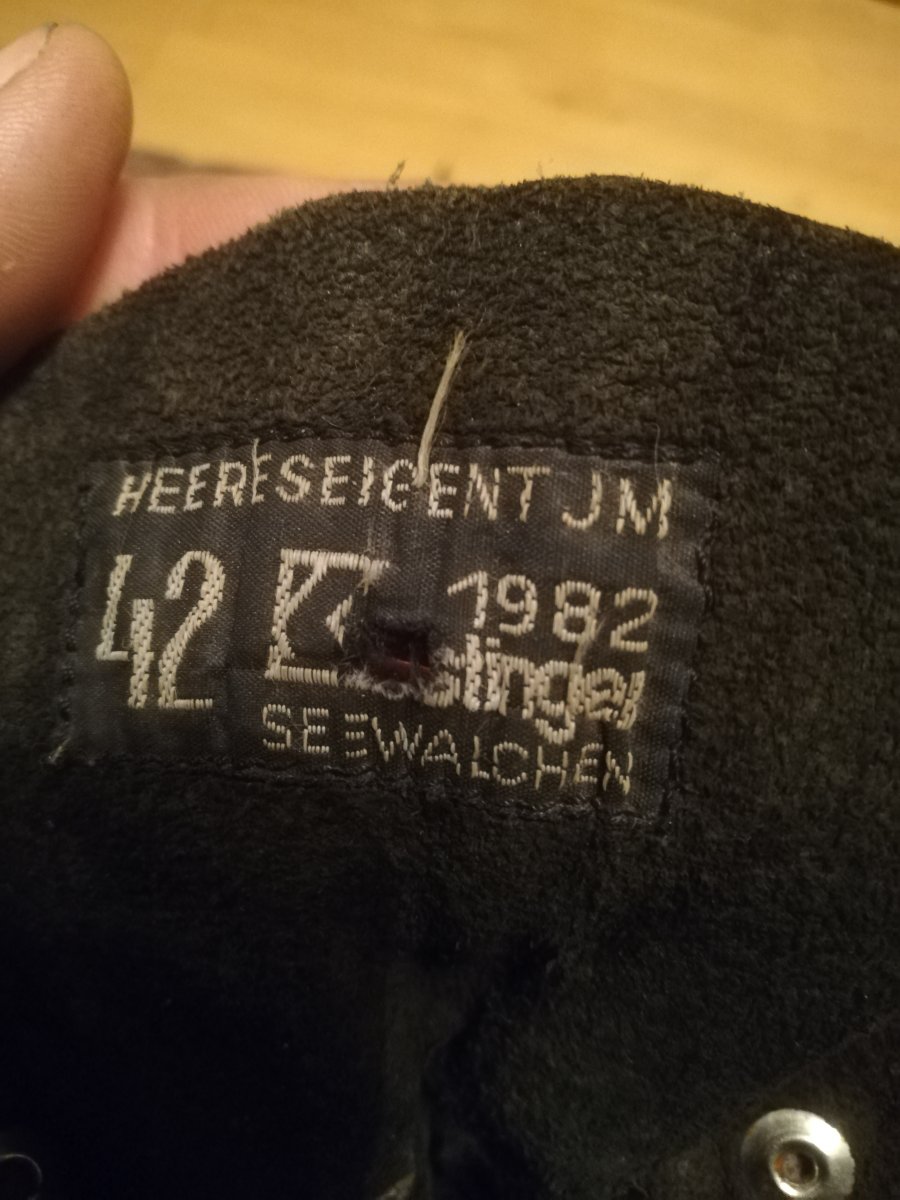 HEERESEIGENTUM
42 1982
SEEWALCHEN